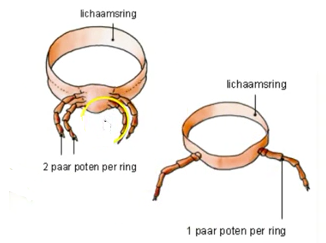 lichaamsring
lichaamsring
2 paar poten per ring
1 paar poten per ring